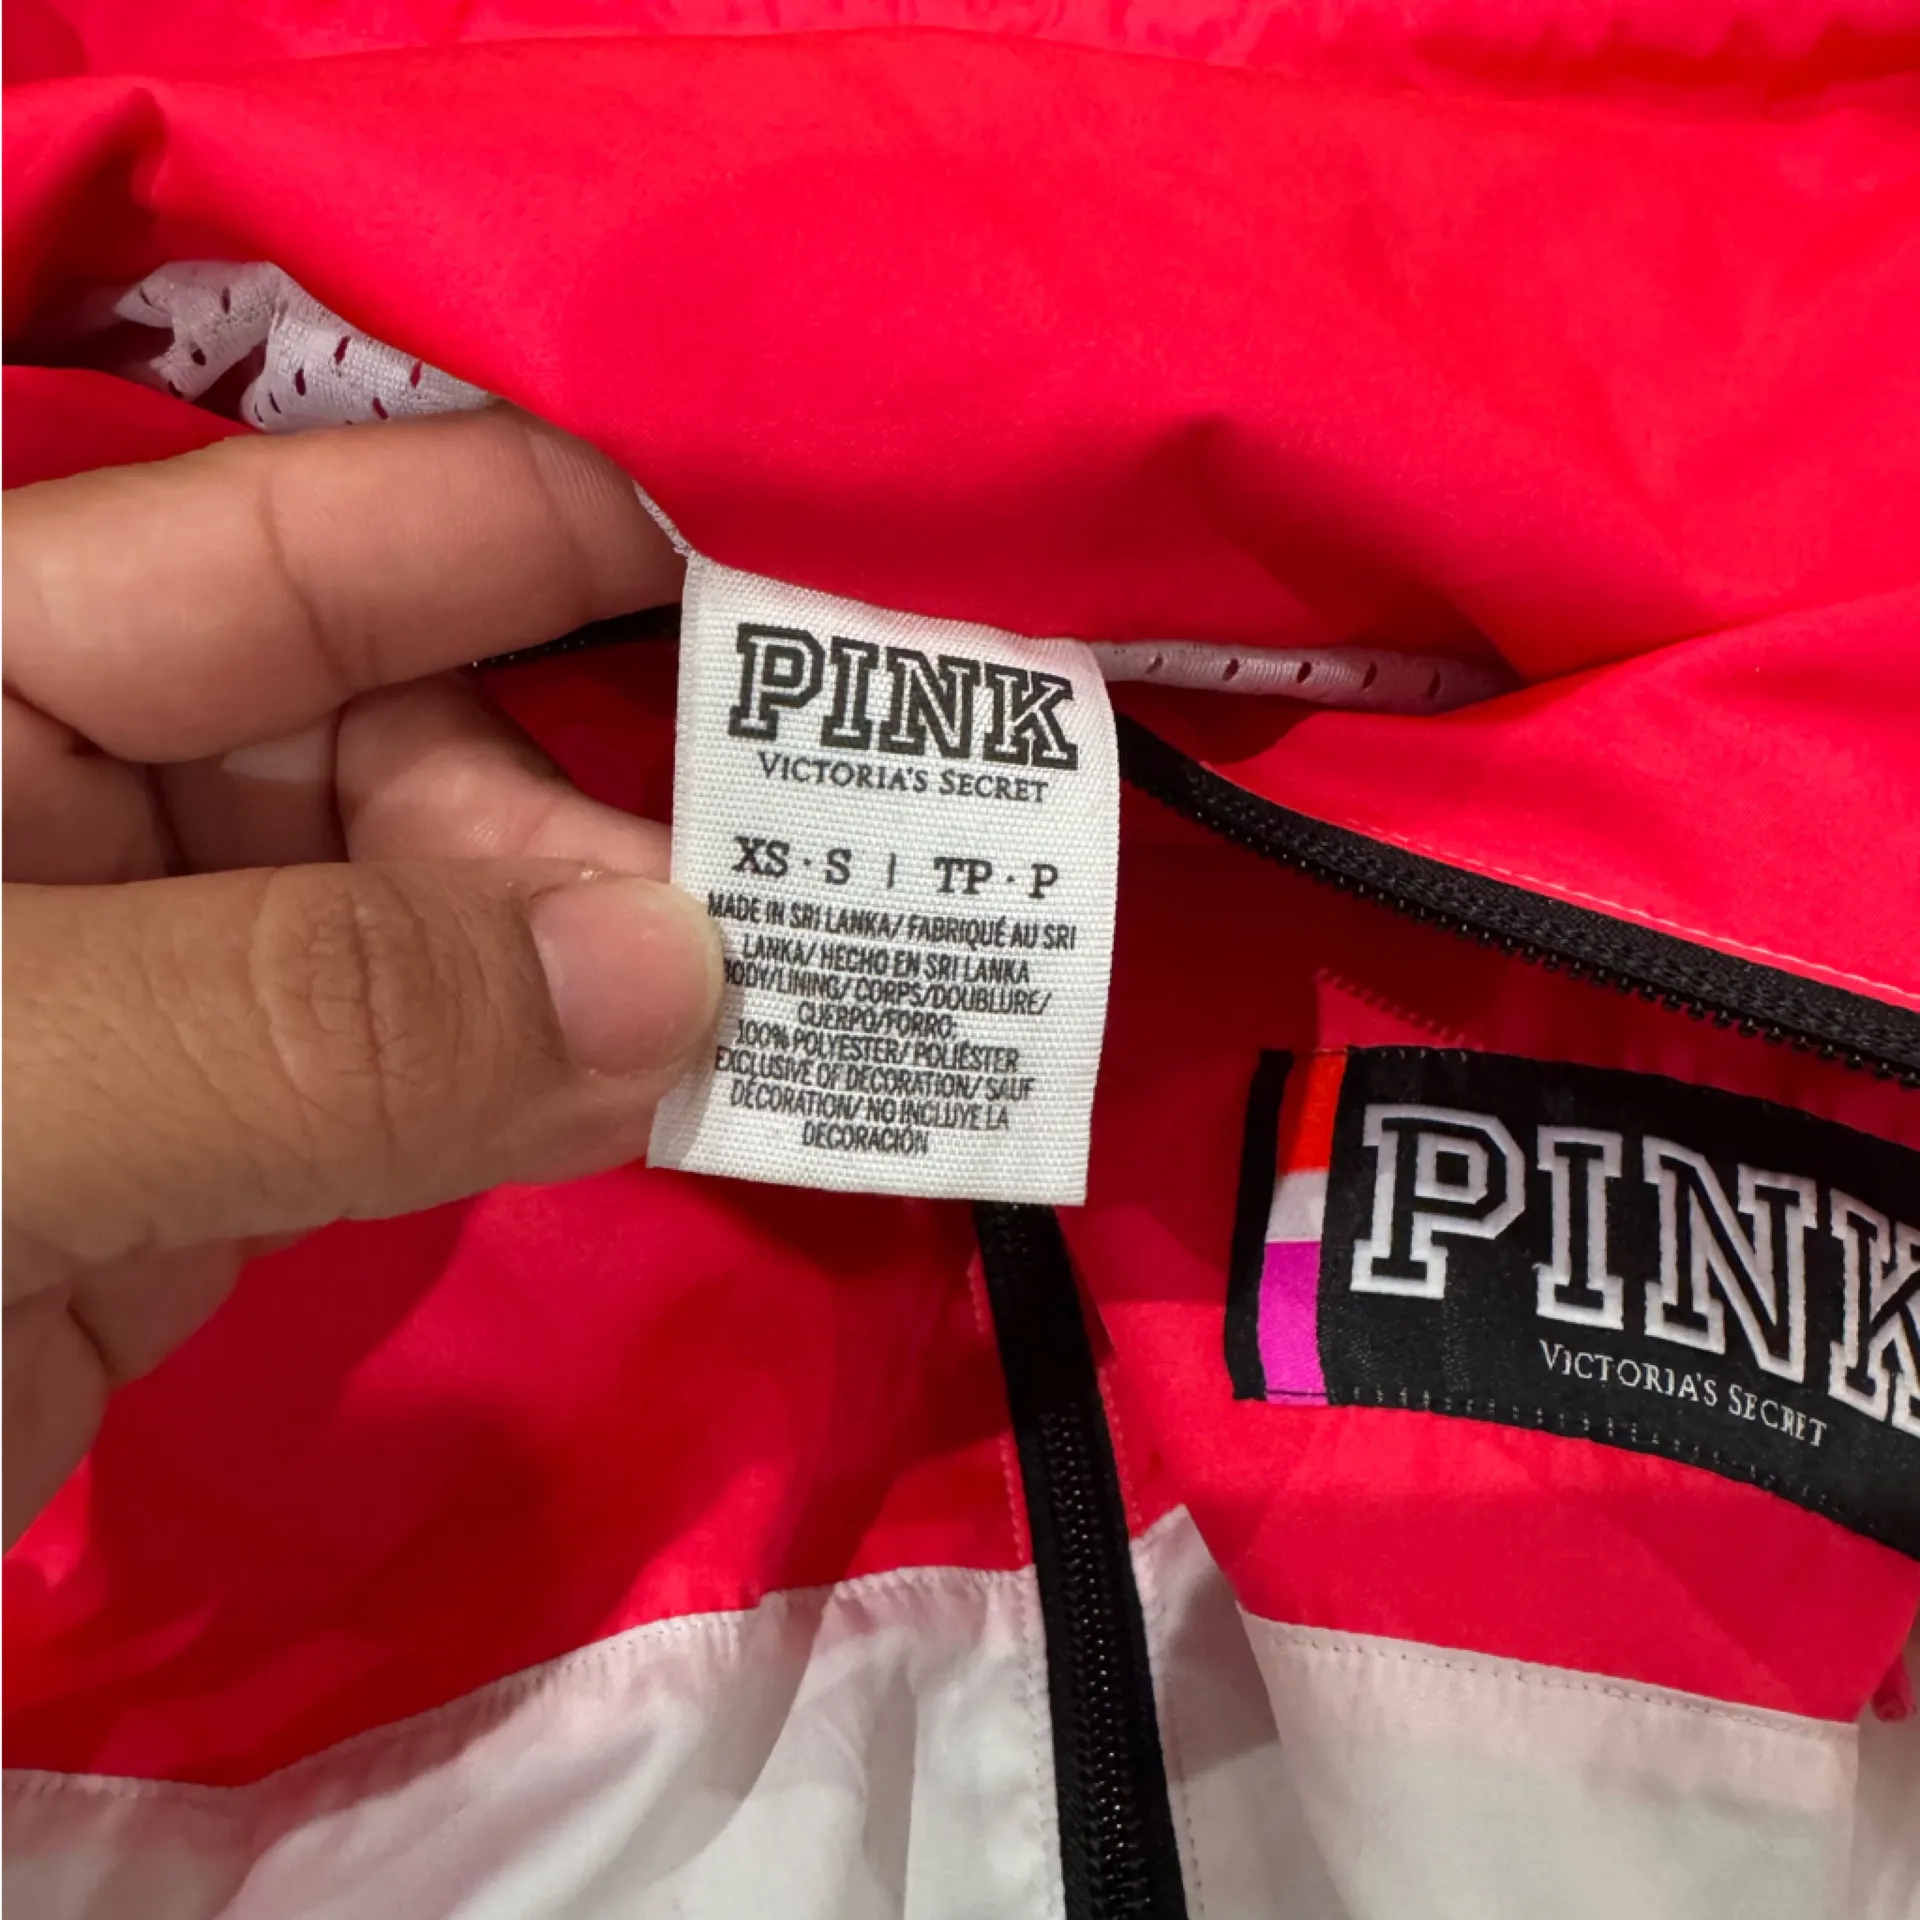 PINK
VICTORIA'S SECRET
XS · S | TP · P
MADE IN SRI LANKA/ FABRIQUÉ AU SRI
LANKA/ HECHO EN SRI LANKA
BODY/LINING/ CORPS/DOUBLURE/
CUERPO/FORRO:
100% POLYESTER/ POLIÉSTER
EXCLUSIVE OF DECORATION/ SAUF
DÉCORATION/ NO INCLUYE LA
DECORACIÓN
PINK
VICTORIA'S SECRET